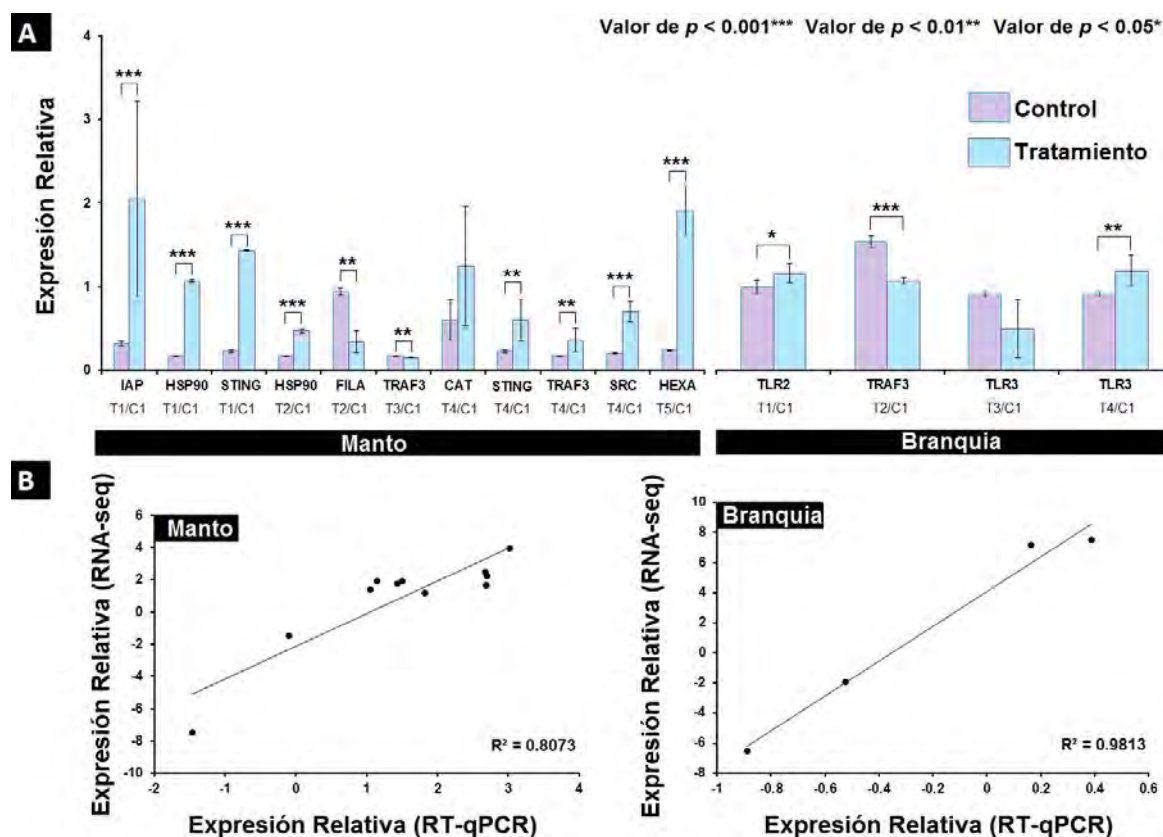 A
Valor de p < 0.001*** Valor de p < 0.01** Valor de p < 0.05*
Expresión Relativa
4
3
2
1
0
Control
Tratamiento
*** *** *** *** ** ** ** ** *** *** * *** **
IAP HSP90 STING HSP90 FILA TRAF3 CAT STING TRAF3 SRC HEXA TLR2 TRAF3 TLR3 TLR3
T1/C1 T1/C1 T1/C1 T2/C1 T2/C1 T3/C1 T4/C1 T4/C1 T4/C1 T4/C1 T5/C1 T1/C1 T2/C1 T3/C1 T4/C1
Manto Branquia
B
Expresión Relativa (RNA-seq)
6
4
2
0
-2
-4
-6
-8
-10
Manto
R² = 0.8073
-2 -1 0 1 2 3 4
Expresión Relativa (RT-qPCR)
Expresión Relativa (RNA-seq)
10
8
6
4
2
0
-2
-4
-6
-8
Branquia
R² = 0.9813
-1 -0.8 -0.6 -0.4 -0.2 0 0.2 0.4 0.6
Expresión Relativa (RT-qPCR)